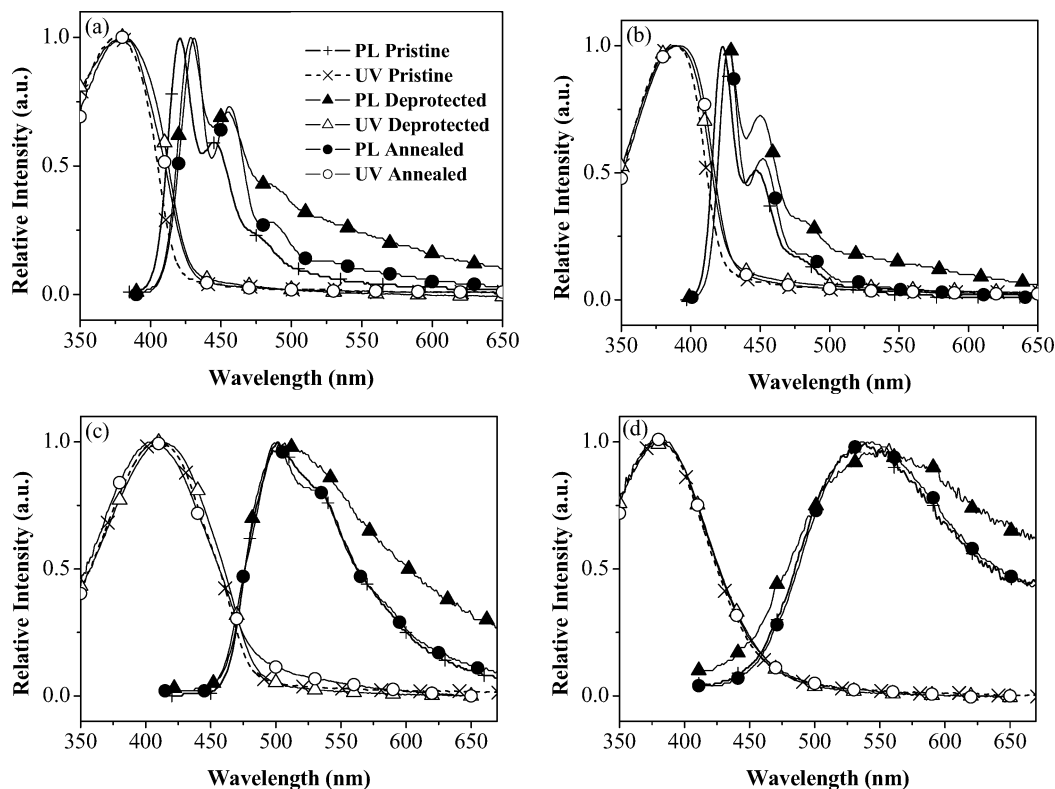 (a)
1.0
0.5
0.0
Relative Intensity (a.u.)
PL Pristine
UV Pristine
PL Deprotected
UV Deprotected
PL Annealed
UV Annealed
350 400 450 500 550 600 650
Wavelength (nm)
(b)
1.0
0.5
0.0
Relative Intensity (a.u.)
350 400 450 500 550 600 650
Wavelength (nm)
(c)
1.0
0.5
0.0
Relative Intensity (a.u.)
350 400 450 500 550 600 650
Wavelength (nm)
(d)
1.0
0.5
0.0
Relative Intensity (a.u.)
350 400 450 500 550 600 650
Wavelength (nm)